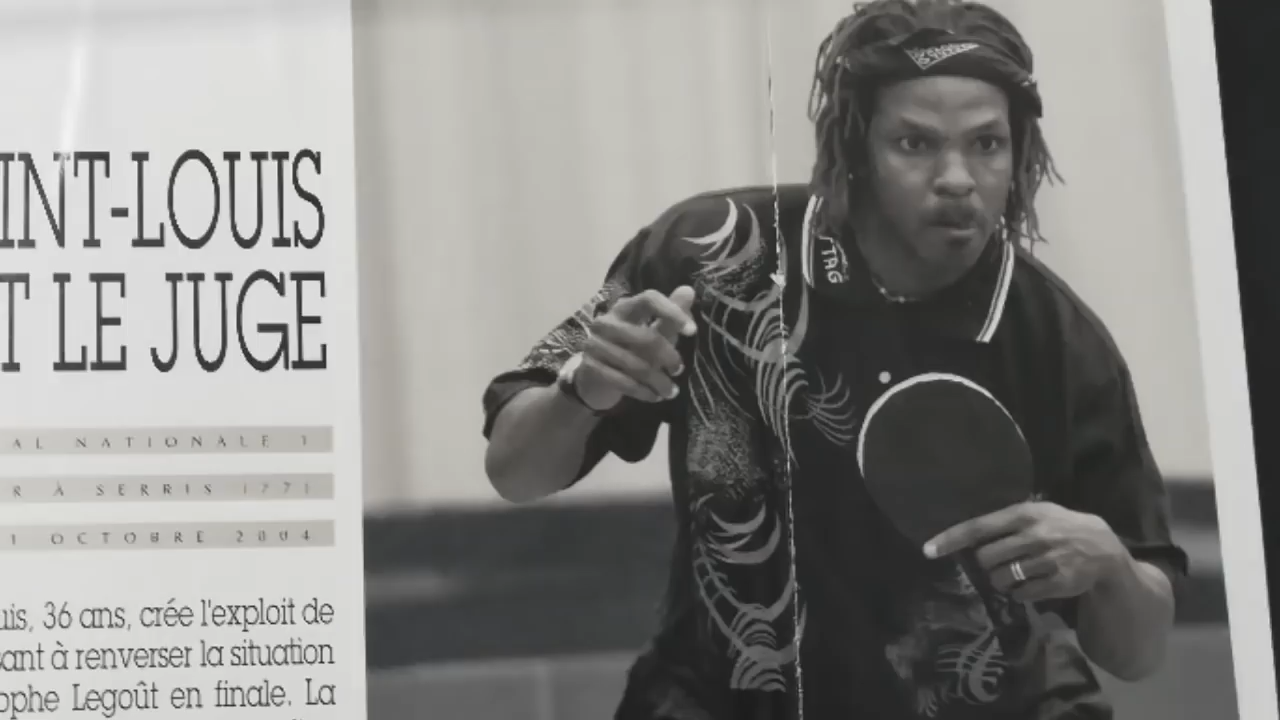 INT-LOUIS
T LE JUGE
AL NATIONALE 1
R À SERRIS (77)
1 OCTOBRE 2004
uis, 36 ans, crée l'exploit de
sant à renverser la situation
ophe Legoût en finale. La
TAG